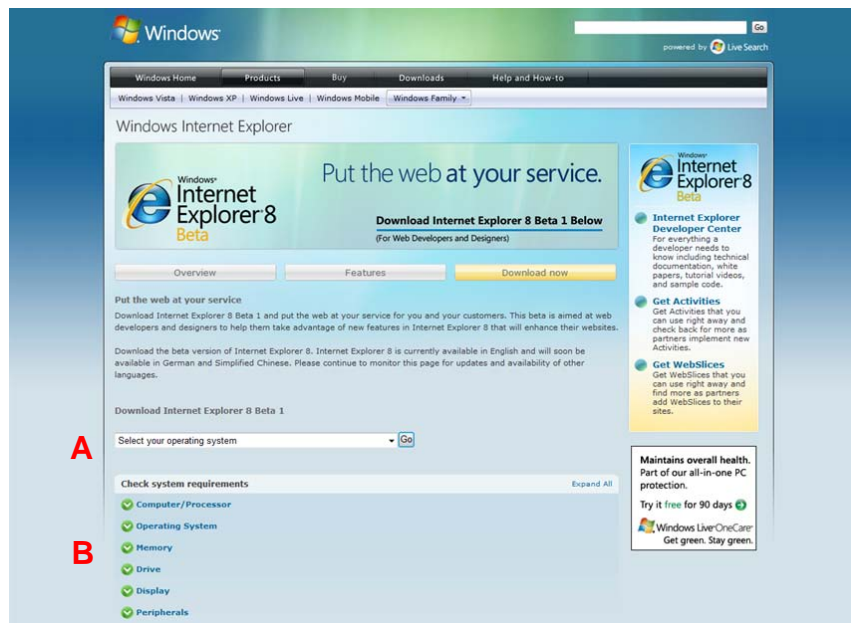 Windows
Go
powered by Live Search
Windows Home Products Buy Downloads Help and How-to
Windows Vista | Windows XP | Windows Live | Windows Mobile Windows Family
Windows Internet Explorer
Windows
Internet
Explorer 8
Beta
Put the web at your service.
Download Internet Explorer 8 Beta 1 Below
(For Web Developers and Designers)
Overview Features Download now
Put the web at your service
Download Internet Explorer 8 Beta 1 and put the web at your service for you and your customers. This beta is aimed at web
developers and designers to help them take advantage of new features in Internet Explorer 8 that will enhance their websites.
Download the beta version of Internet Explorer 8. Internet Explorer 8 is currently available in English and will soon be
available in German and Simplified Chinese. Please continue to monitor this page for updates and availability of other
languages.
Download Internet Explorer 8 Beta 1
A
Select your operating system Go
Check system requirements Expand All
Computer/Processor
Operating System
B
Memory
Drive
Display
Peripherals
Windows
Internet
Explorer 8
Beta
Internet Explorer
Developer Center
For everything a
developer needs to
know including technical
documentation, white
papers, tutorial videos,
and sample code.
Get Activities
Get Activities that you
can use right away and
check back for more as
partners implement new
Activities.
Get WebSlices
Get WebSlices that you
can use right away and
find more as partners
add WebSlices to their
sites.
Maintains overall health.
Part of our all-in-one PC
protection.
Try it free for 90 days
Windows Live OneCare
Get green. Stay green.